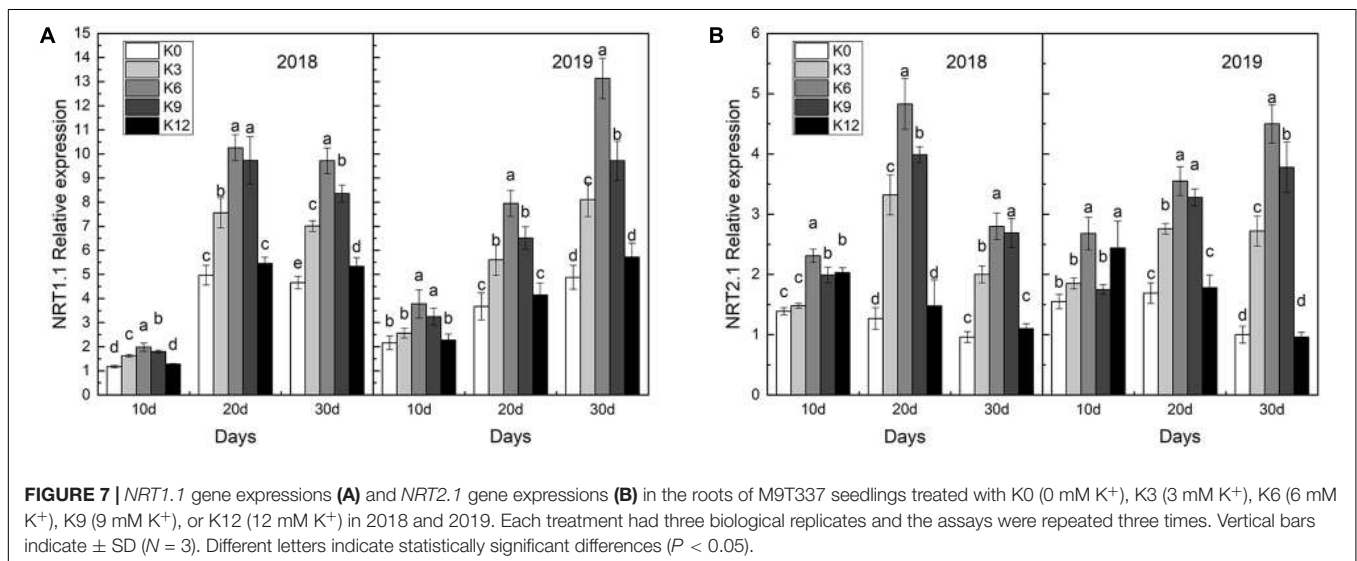 A
15
14
13
12
11
10
9
8
7
6
5
4
3
2
1
0
NRT1.1 Relative expression
K0
K3
K6
K9
K12
2018
2019
d c a b d
c b a a c
e c a b d
b b a a b
c b a b c
d c a b d
10d 20d 30d 10d 20d 30d
Days
B
6
5
4
3
2
1
0
NRT2.1 Relative expression
K0
K3
K6
K9
K12
2018
2019
c c a b b
d c a b d
c b a a c
b b a b a
c b a a c
d c a b d
10d 20d 30d 10d 20d 30d
Days
FIGURE 7 | NRT1.1 gene expressions (A) and NRT2.1 gene expressions (B) in the roots of M9T337 seedlings treated with K0 (0 mM K+), K3 (3 mM K+), K6 (6 mM
K+), K9 (9 mM K+), or K12 (12 mM K+) in 2018 and 2019. Each treatment had three biological replicates and the assays were repeated three times. Vertical bars
indicate ± SD (N = 3). Different letters indicate statistically significant differences (P < 0.05).